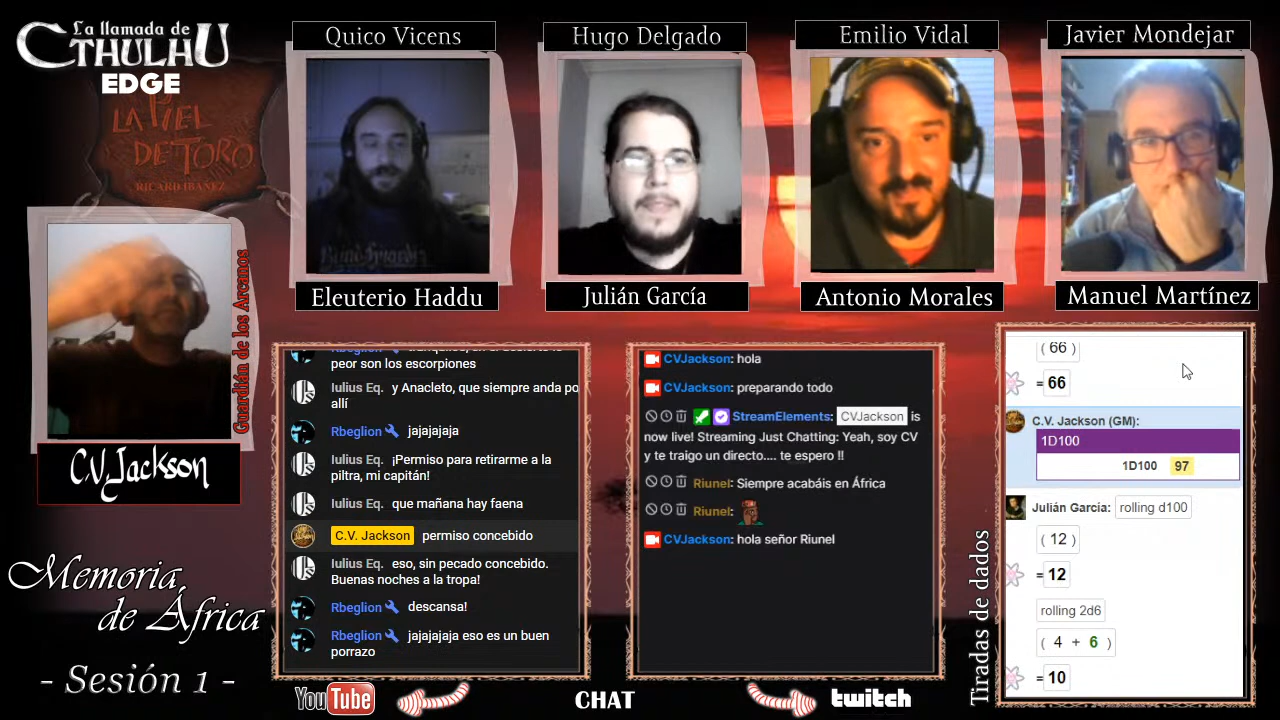 La llamada de
CTHULHU
EDGE
LA PIEL
DE TORO
RICARD IBÁÑEZ
Quico Vicens
Hugo Delgado
Emilio Vidal
Javier Mondejar
Eleuterio Haddu
Julián García
Antonio Morales
Manuel Martínez
Guardián de los Arcanos
C.V. Jackson
Memoria
de África
- Sesión 1 -
peor son los escorpiones
Iulius Eq. y Anacleto, que siempre anda po
allí
Rbeglion jajajajaja
Iulius Eq. ¡Permiso para retirarme a la
piltra, mi capitán!
Iulius Eq. que mañana hay faena
C.V. Jackson permiso concebido
Iulius Eq. eso, sin pecado concebido.
Buenas noches a la tropa!
Rbeglion descansa!
Rbeglion jajajajaja eso es un buen
porrazo
CVJackson: hola
CVJackson: preparando todo
StreamElements: CVJackson is
now live! Streaming Just Chatting: Yeah, soy CV
y te traigo un directo.... te espero !!
Riunel: Siempre acabáis en África
Riunel:
CVJackson: hola señor Riunel
Tiradas de dados
( 66 )
= 66
C.V. Jackson (GM):
1D100
1D100 97
Julián García: rolling d100
( 12 )
= 12
rolling 2d6
( 4 + 6 )
= 10
YouTube
CHAT
twitch